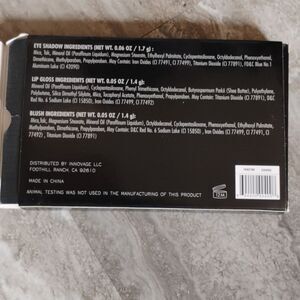 EYE SHADOW INGREDIENTS (NET WT. 0.06 OZ / 1.7 g) :
Mica, Talc, Mineral Oil (Paraffinum Liquidum), Magnesium Stearate, Ethylhexyl Palmitate, Cyclopentasiloxane, Octyldodecanol, Phenoxyethanol,
Dimethicone, Methylparaben, Propylparaben. May Contain: Iron Oxides (CI 77491, CI 77499), Titanium Dioxide (CI 77891), FD&C Blue No 1
Aluminum Lake (CI 42090)
LIP GLOSS INGREDIENTS (NET WT. 0.05 OZ / 1.4 g):
Mineral Oil (Paraffinum Liquidum), Cyclopentasiloxane, Phenyl Dimethicone, Octyldodecanol, Butyrospermum Parkii (Shea Butter), Polyethylene,
Polybutene, Silica Dimethyl Silylate, Mica, Tocopheryl Acetate, Phenoxyethanol, Propylparaben. May Contain: Titanium Dioxide (CI 77891), D&C
Red No. 6 Sodium Lake (CI 15850), Iron Oxides (CI 77491, CI 77492)
BLUSH INGREDIENTS (NET WT. 0.05 OZ / 1.4 g):
Mica, Talc, Magnesium Stearate, Mineral Oil (Paraffinum Liquidum), Ethylhexyl Palmitate, Cyclopentasiloxane, Octyldodecanol, Phenoxyethanol,
Methylparaben, Propylparaben, Dimethicone. May Contain: D&C Red No. 6 Sodium Lake (CI 15850) , Iron Oxides (CI 77491, CI 77492, CI 77499),
Titanium Dioxide (CI 77891)
DISTRIBUTED BY INNOVAGE LLC
FOOTHILL RANCH, CA 92610
MADE IN CHINA
ANIMAL TESTING WAS NOT USED IN THE MANUFACTURING OF THIS PRODUCT
12M